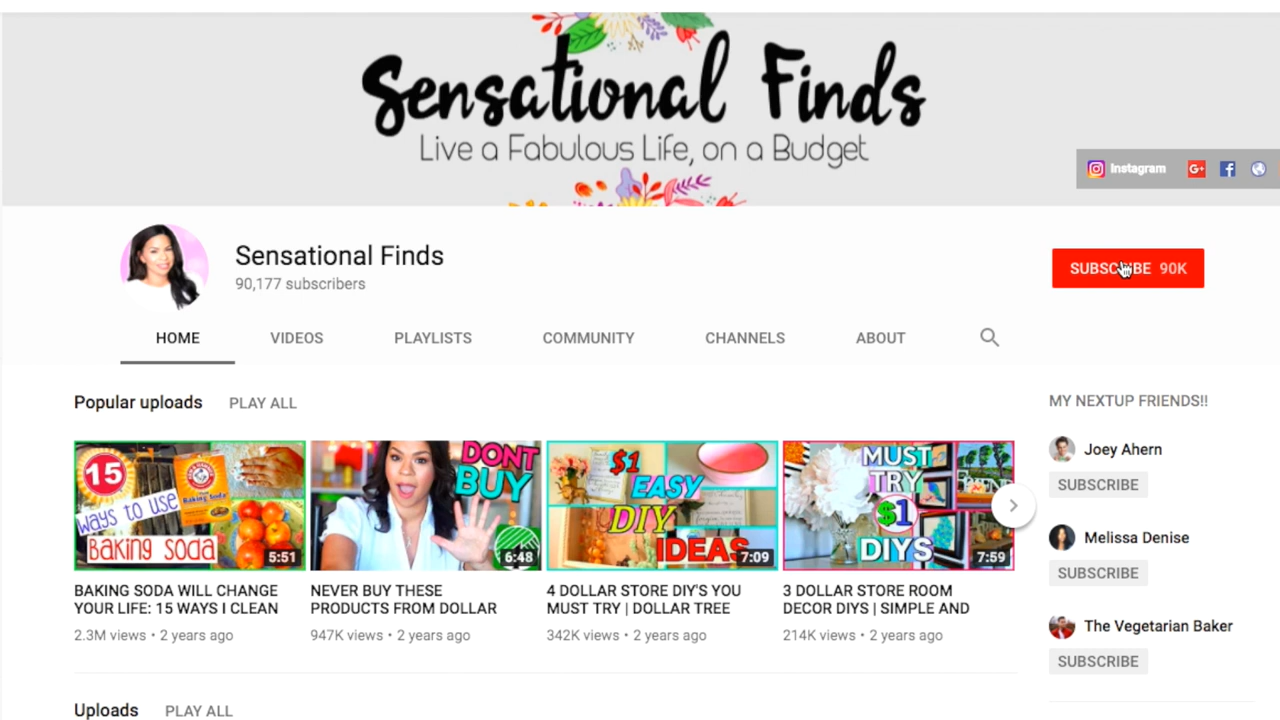 Sensational Finds
Live a Fabulous Life, on a Budget
Instagram
G+
f
Sensational Finds
90,177 subscribers
SUBSCRIBE 90K
HOME VIDEOS PLAYLISTS COMMUNITY CHANNELS ABOUT
Popular uploads PLAY ALL
MY NEXTUP FRIENDS!!
15
ways to use
ARM & HAMMER
Baking Soda
BAKING SODA
5:51
DONT
BUY
6:48
$1
EASY
DIY
IDEAS
7:09
MUST
TRY
$1
DIYS
7:59
BAKING SODA WILL CHANGE
YOUR LIFE: 15 WAYS I CLEAN
2.3M views • 2 years ago
NEVER BUY THESE
PRODUCTS FROM DOLLAR
947K views • 2 years ago
4 DOLLAR STORE DIY'S YOU
MUST TRY | DOLLAR TREE
342K views • 2 years ago
3 DOLLAR STORE ROOM
DECOR DIYS | SIMPLE AND
214K views • 2 years ago
Joey Ahern
SUBSCRIBE
Melissa Denise
SUBSCRIBE
The Vegetarian Baker
SUBSCRIBE
Uploads PLAY ALL